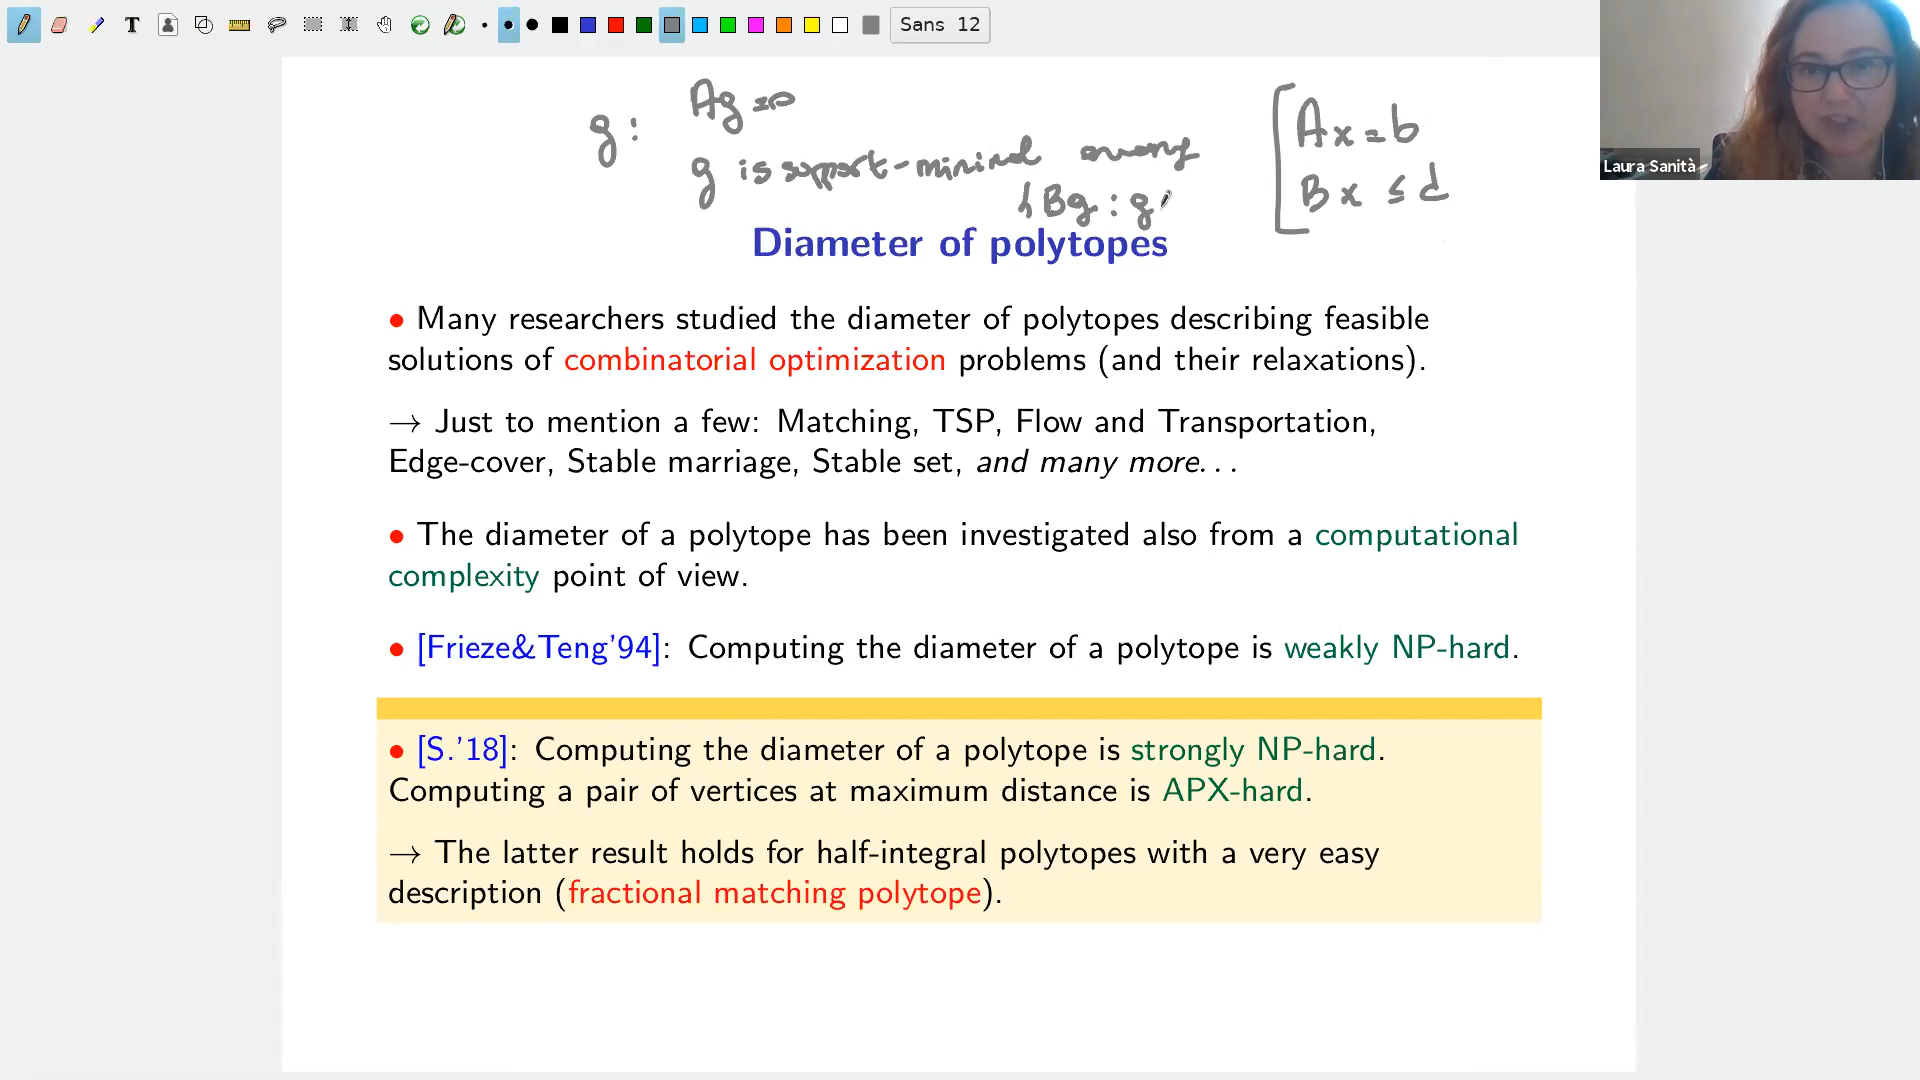 Sans 12
Laura Sanità
g: Ag=0
g is support-minimal among
{Bg: g
Ax=b
Bx ≤ d
Diameter of polytopes
• Many researchers studied the diameter of polytopes describing feasible
solutions of combinatorial optimization problems (and their relaxations).
→ Just to mention a few: Matching, TSP, Flow and Transportation,
Edge-cover, Stable marriage, Stable set, and many more...
• The diameter of a polytope has been investigated also from a computational
complexity point of view.
• [Frieze&Teng'94]: Computing the diameter of a polytope is weakly NP-hard.
• [S.'18]: Computing the diameter of a polytope is strongly NP-hard.
Computing a pair of vertices at maximum distance is APX-hard.
→ The latter result holds for half-integral polytopes with a very easy
description (fractional matching polytope).